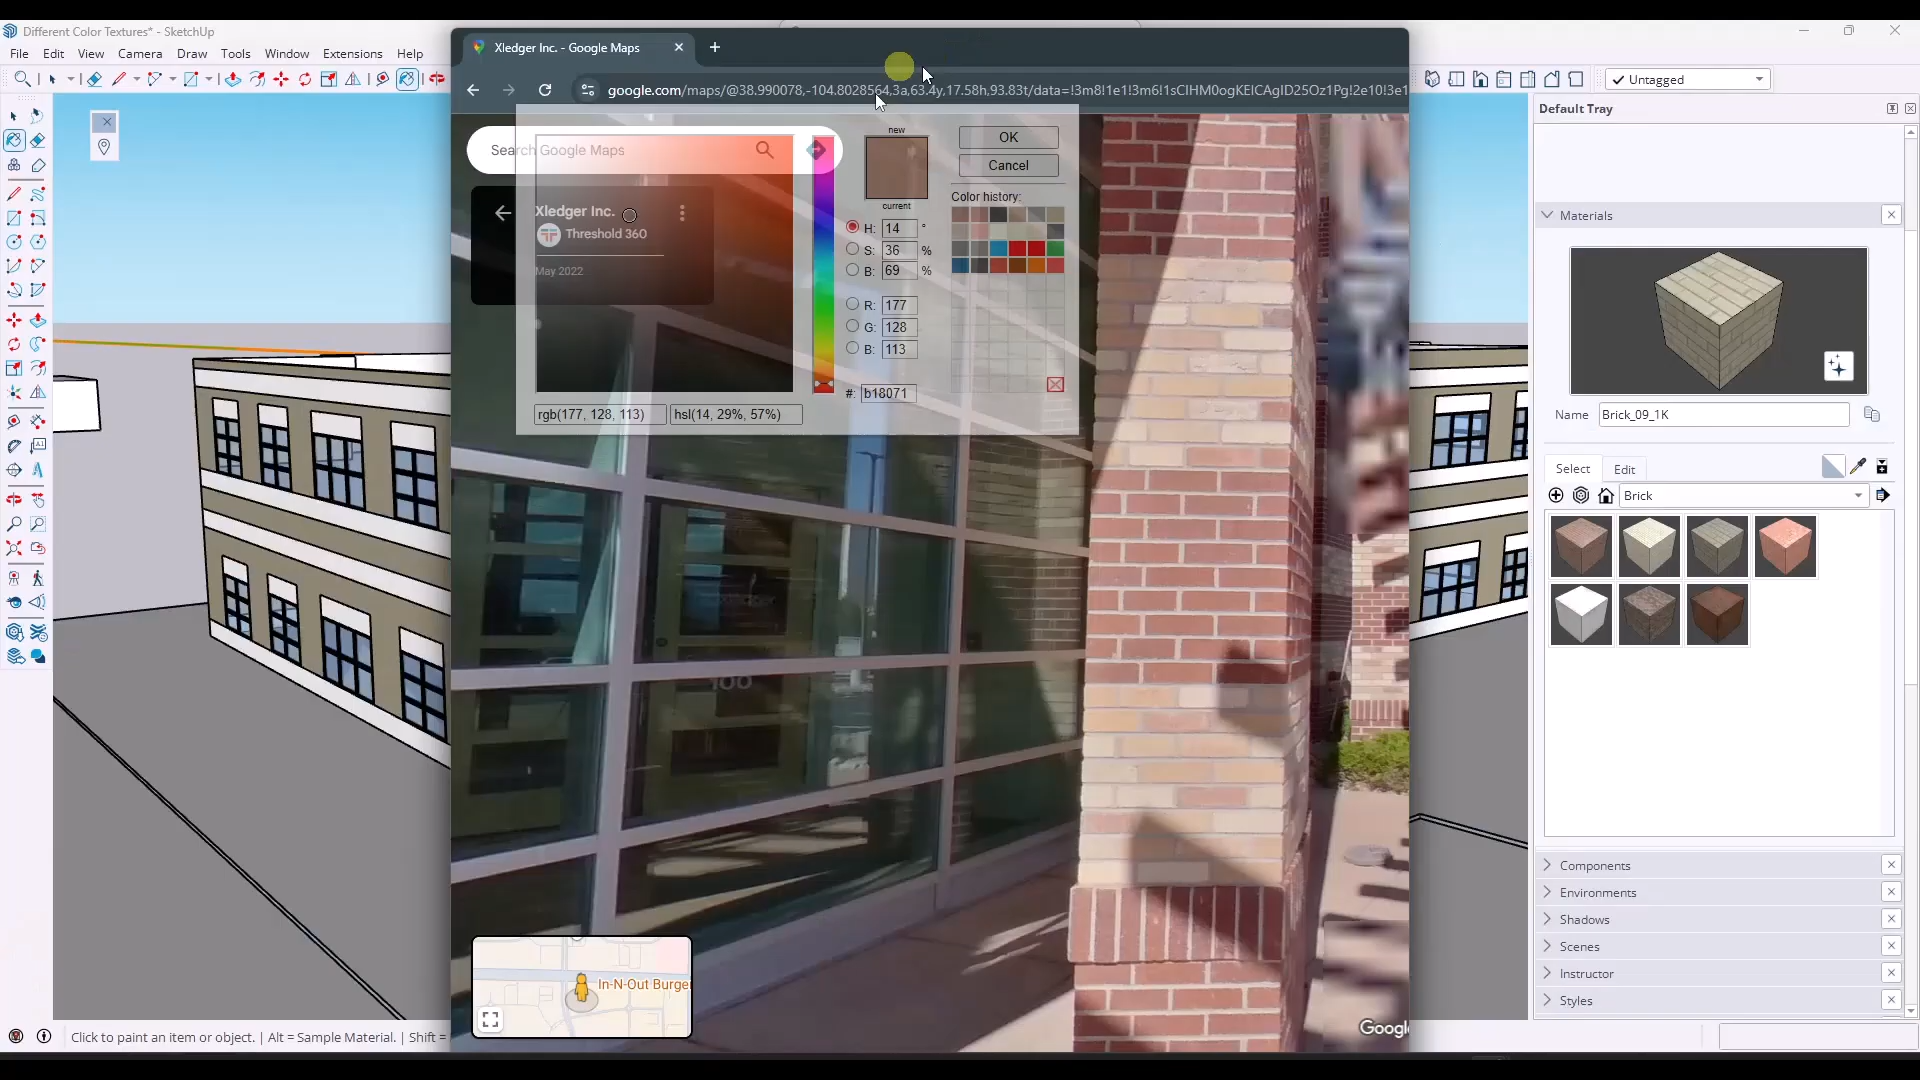 Different Color Textures* - SketchUp
File Edit View Camera Draw Tools Window Extensions Help
Untagged
Xledger Inc. - Google Maps
google.com/maps/@38.990078,-104.8028564,3a,63.4y,17.58h,93.83t/data=!3m8!1e1!3m6!1sCIHM0ogKEICAgID25Oz1Pg!2e10!3e1
Search Google Maps
Xledger Inc.
Threshold 360
May 2022
new
current
OK
Cancel
Color history:
H: 14 °
S: 36 %
B: 69 %
R: 177
G: 128
B: 113
#: b18071
rgb(177, 128, 113)
hsl(14, 29%, 57%)
100
In-N-Out Burge
Google
Default Tray
Materials
Name Brick_09_1K
Select Edit
Brick
Components
Environments
Shadows
Scenes
Instructor
Styles
Click to paint an item or object. | Alt = Sample Material. | Shift =